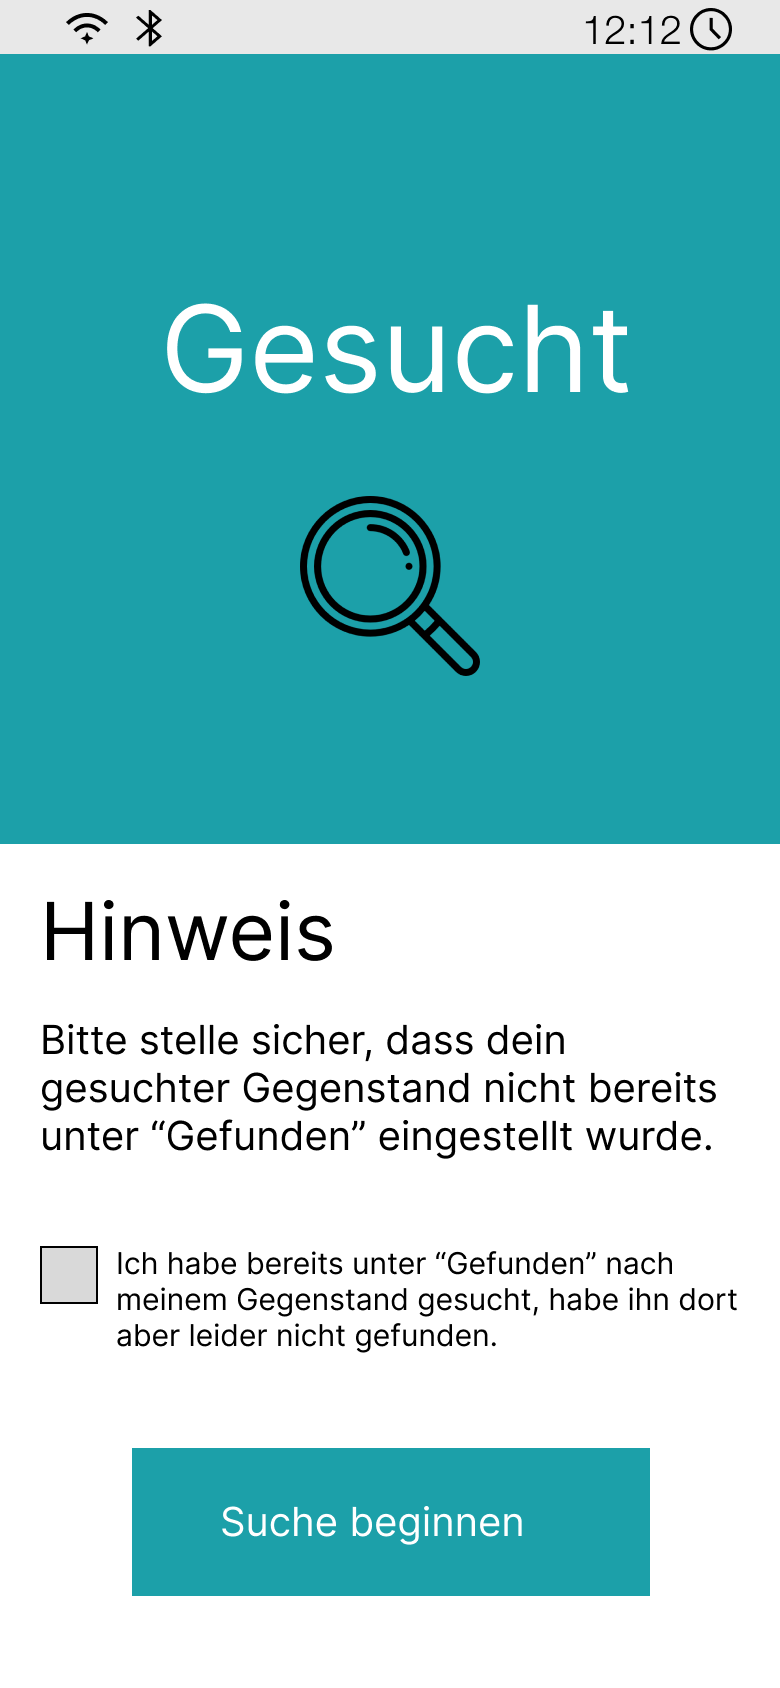 12:12
Gesucht
Hinweis
Bitte stelle sicher, dass dein
gesuchter Gegenstand nicht bereits
unter “Gefunden” eingestellt wurde.
Ich habe bereits unter “Gefunden” nach
meinem Gegenstand gesucht, habe ihn dort
aber leider nicht gefunden.
Suche beginnen